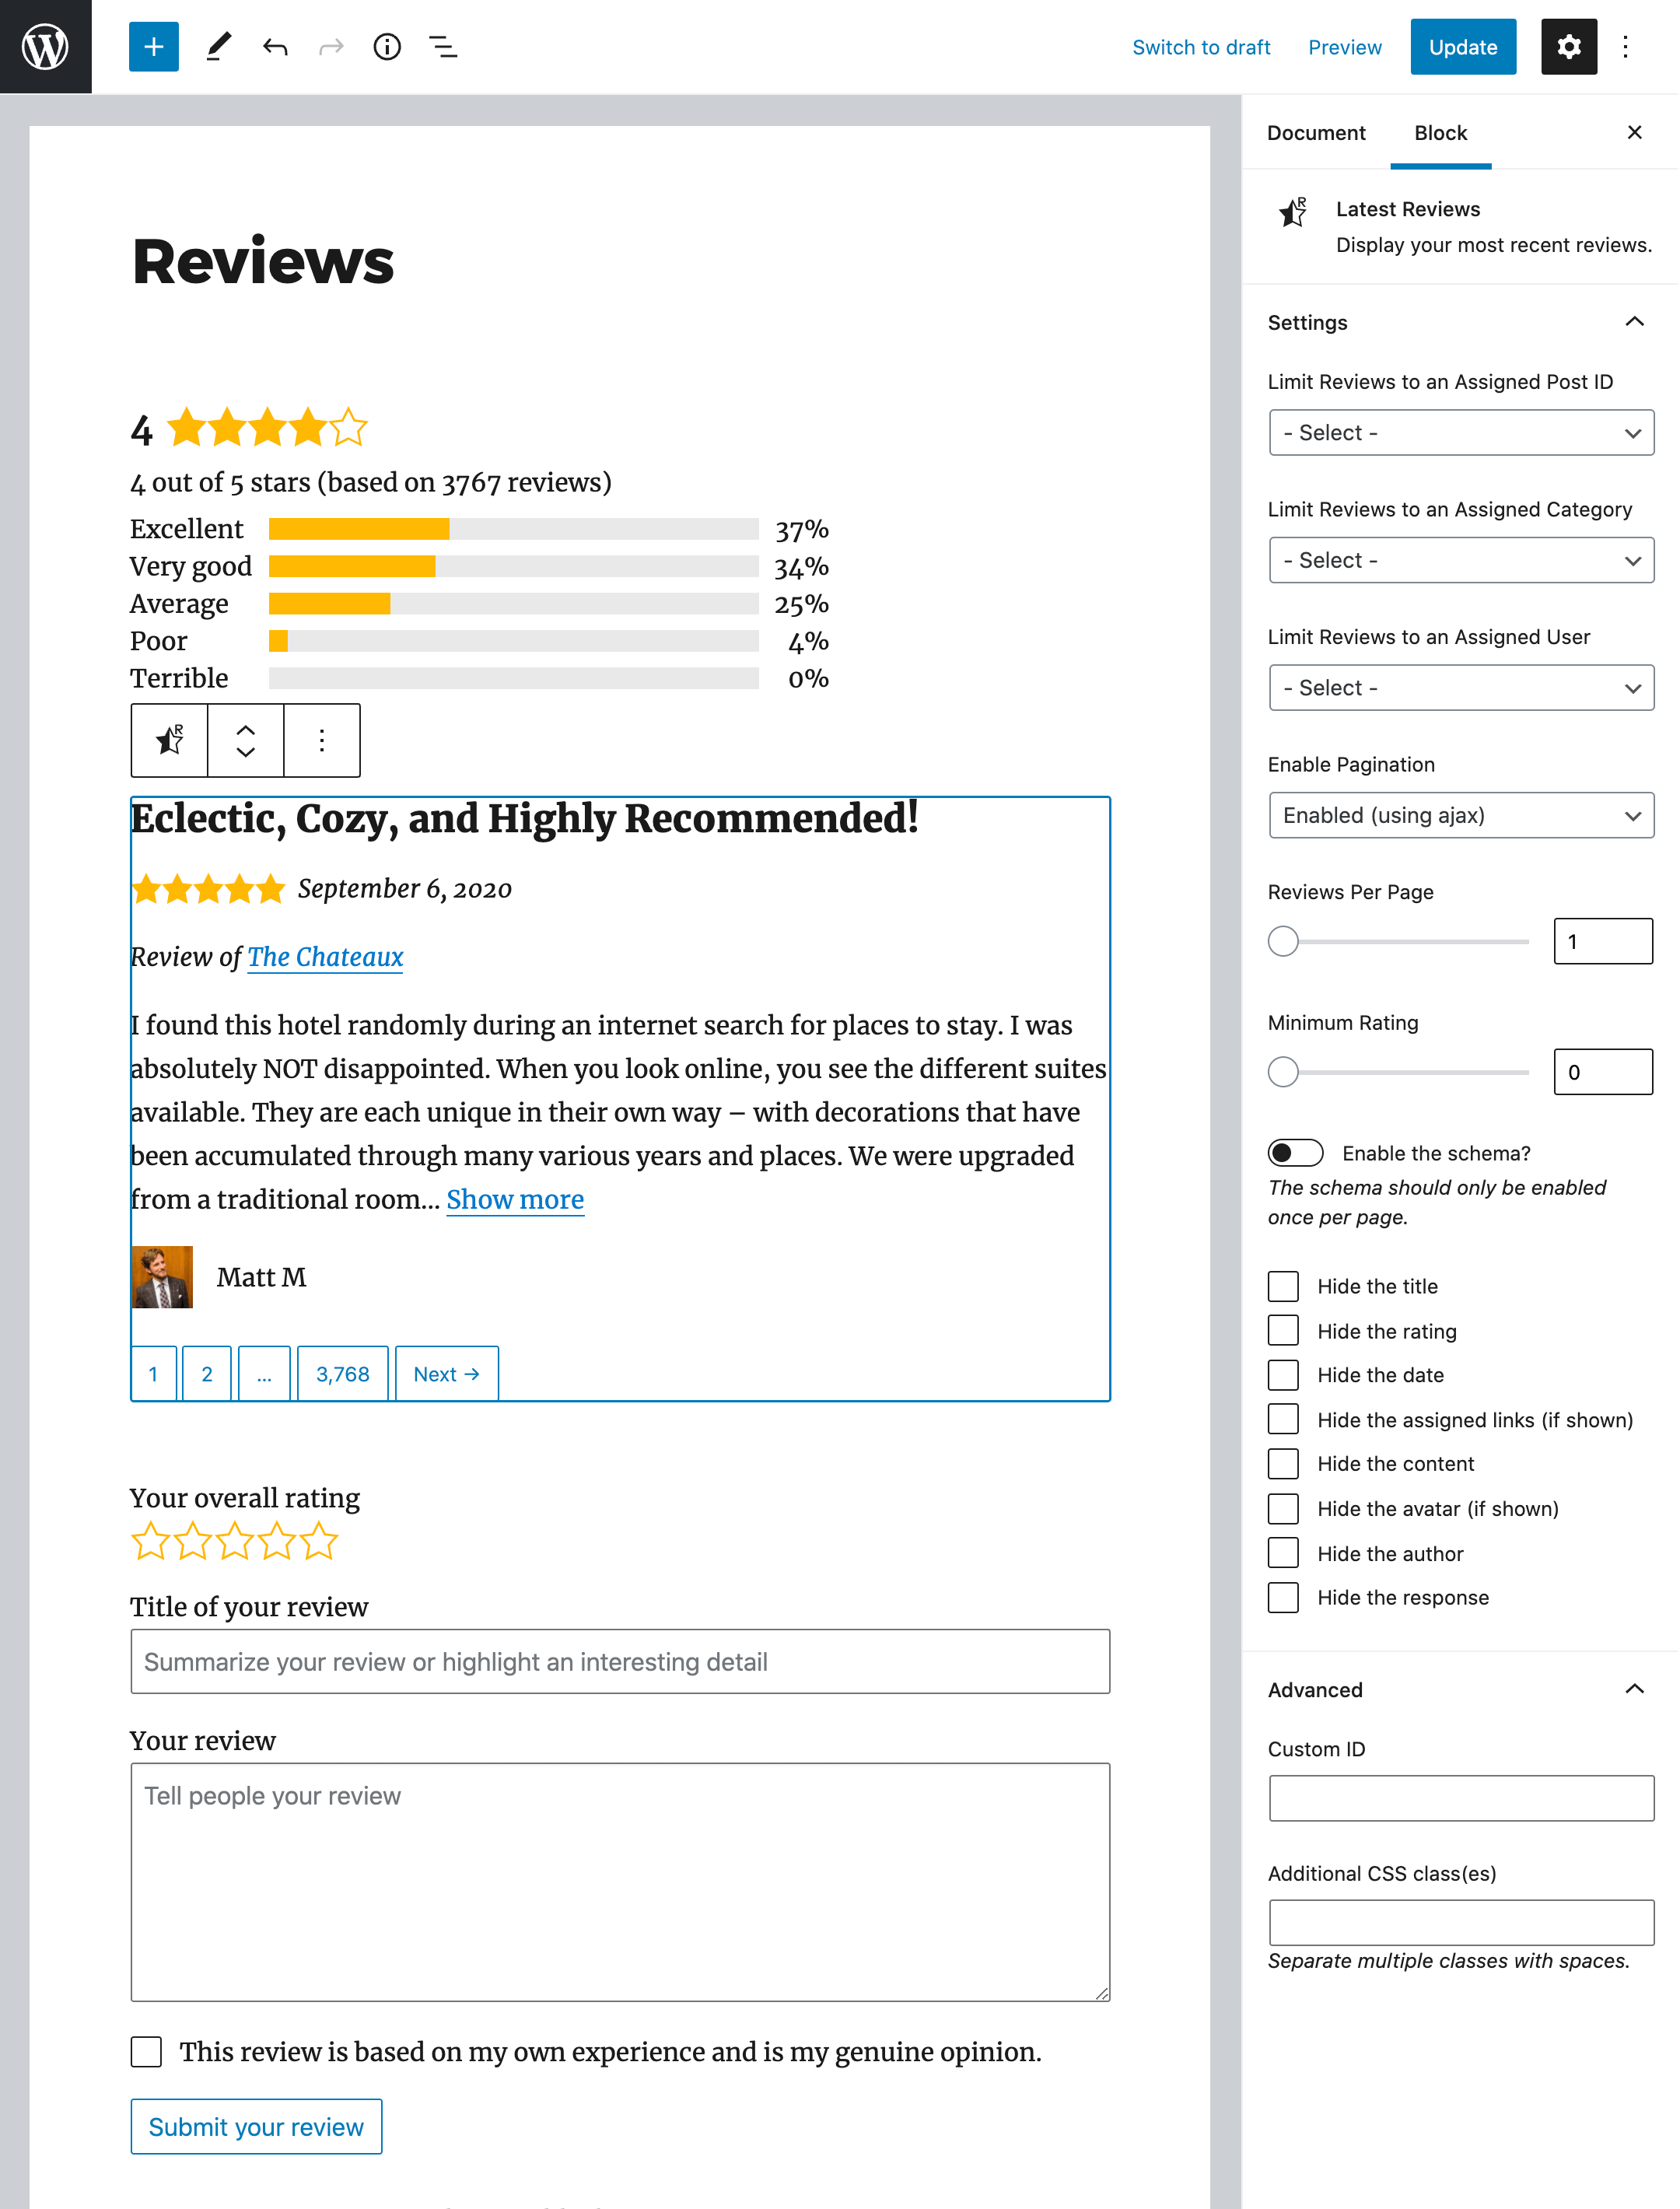 Switch to draft
Preview
Update
Reviews
4
4 out of 5 stars (based on 3767 reviews)
Excellent 37%
Very good 34%
Average 25%
Poor 4%
Terrible 0%
R
Eclectic, Cozy, and Highly Recommended!
September 6, 2020
Review of The Chateaux
I found this hotel randomly during an internet search for places to stay. I was
absolutely NOT disappointed. When you look online, you see the different suites
available. They are each unique in their own way – with decorations that have
been accumulated through many various years and places. We were upgraded
from a traditional room... Show more
Matt M
1 2 ... 3,768 Next →
Your overall rating
Title of your review
Summarize your review or highlight an interesting detail
Your review
Tell people your review
This review is based on my own experience and is my genuine opinion.
Submit your review
Document Block
R
Latest Reviews
Display your most recent reviews.
Settings
Limit Reviews to an Assigned Post ID
- Select -
Limit Reviews to an Assigned Category
- Select -
Limit Reviews to an Assigned User
- Select -
Enable Pagination
Enabled (using ajax)
Reviews Per Page
1
Minimum Rating
0
Enable the schema?
The schema should only be enabled
once per page.
Hide the title
Hide the rating
Hide the date
Hide the assigned links (if shown)
Hide the content
Hide the avatar (if shown)
Hide the author
Hide the response
Advanced
Custom ID
Additional CSS class(es)
Separate multiple classes with spaces.